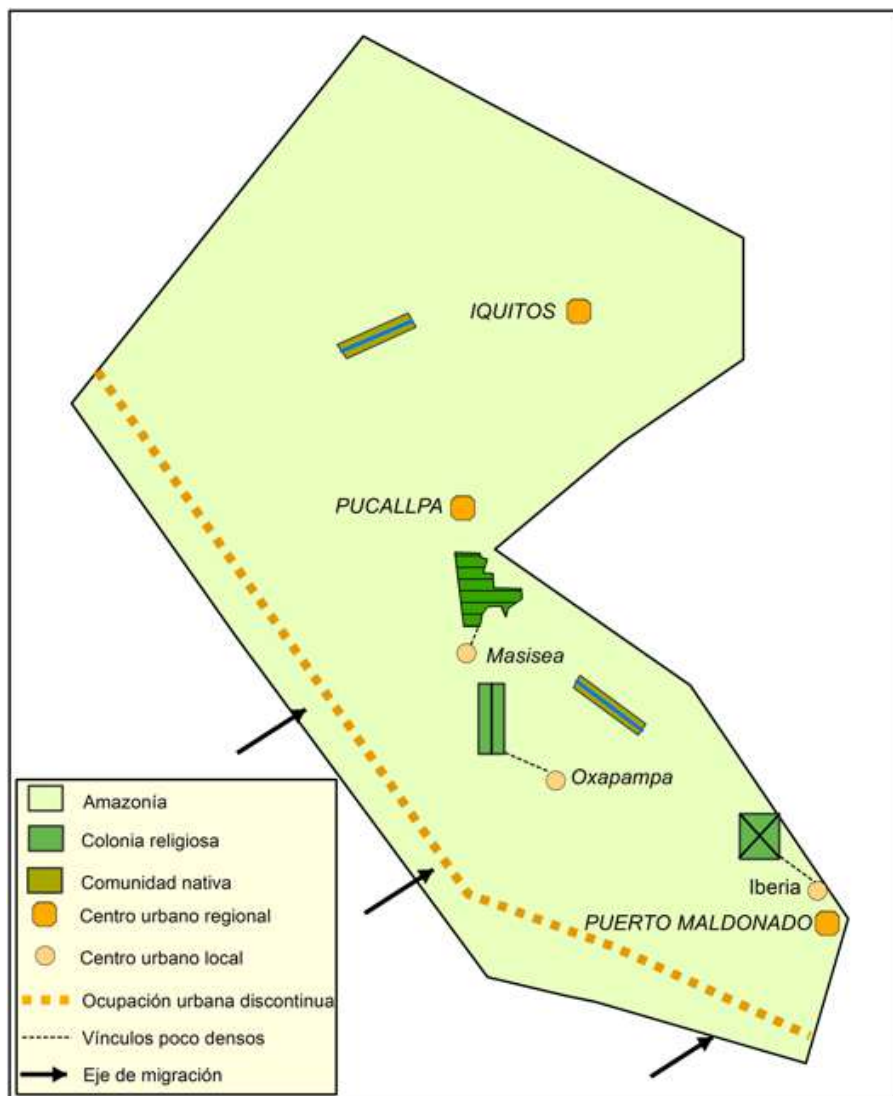 IQUITOS
PUCALLPA
Masisea
Oxapampa
Iberia
PUERTO MALDONADO
Amazonía
Colonia religiosa
Comunidad nativa
Centro urbano regional
Centro urbano local
Ocupación urbana discontinua
Vínculos poco densos
Eje de migración